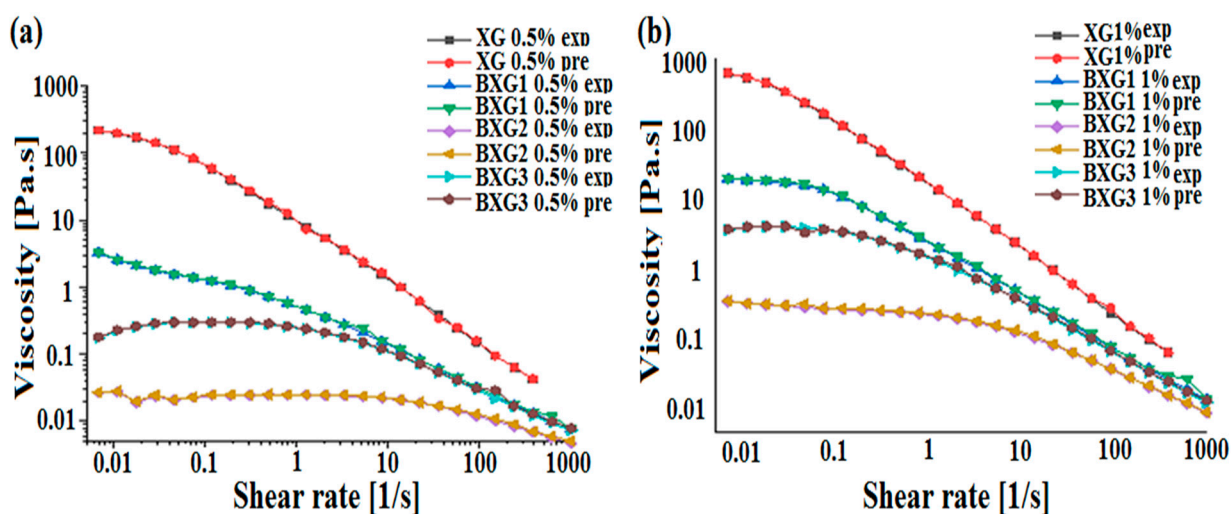 (a)
XG 0.5% exp
XG 0.5% pre
BXG1 0.5% exp
BXG1 0.5% pre
BXG2 0.5% exp
BXG2 0.5% pre
BXG3 0.5% exp
BXG3 0.5% pre
1000
100
10
1
0.1
0.01
Viscosity [Pa.s]
0.01 0.1 1 10 100 1000
Shear rate [1/s]
(b)
XG1%exp
XG1%pre
BXG1 1%exp
BXG1 1%pre
BXG2 1%exp
BXG2 1%pre
BXG3 1%exp
BXG3 1%pre
1000
100
10
1
0.1
0.01
Viscosity [Pa.s]
0.01 0.1 1 10 100 1000
Shear rate [1/s]